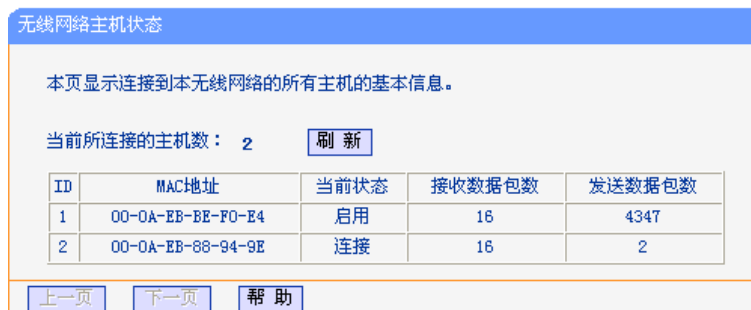 无线网络主机状态
本页显示连接到本无线网络的所有主机的基本信息。
当前所连接的主机数： 2 刷 新
ID MAC地址 当前状态 接收数据包数 发送数据包数
1 00-0A-EB-BE-F0-E4 启用 16 4347
2 00-0A-EB-88-94-9E 连接 16 2
上一页 下一页 帮 助